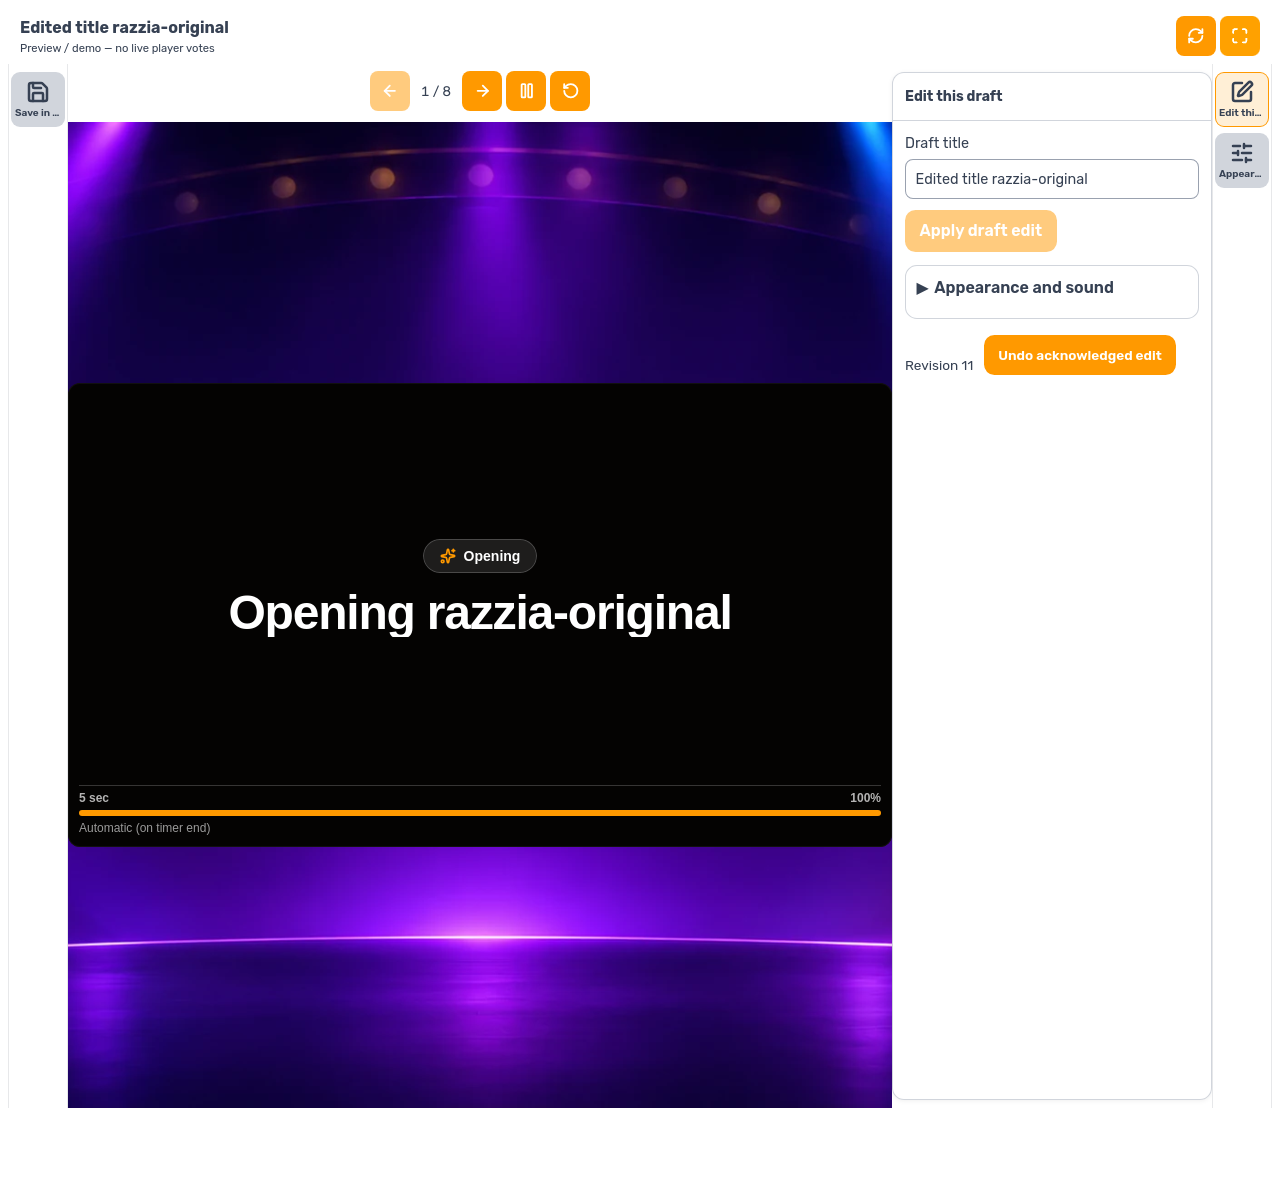 Edited title razzia-original
Preview / demo — no live player votes
Save in ...
1 / 8
Edit this draft
Draft title
Edited title razzia-original
Apply draft edit
▶ Appearance and sound
Revision 11
Undo acknowledged edit
Edit thi...
Appear...
Opening
Opening razzia-original
5 sec
100%
Automatic (on timer end)